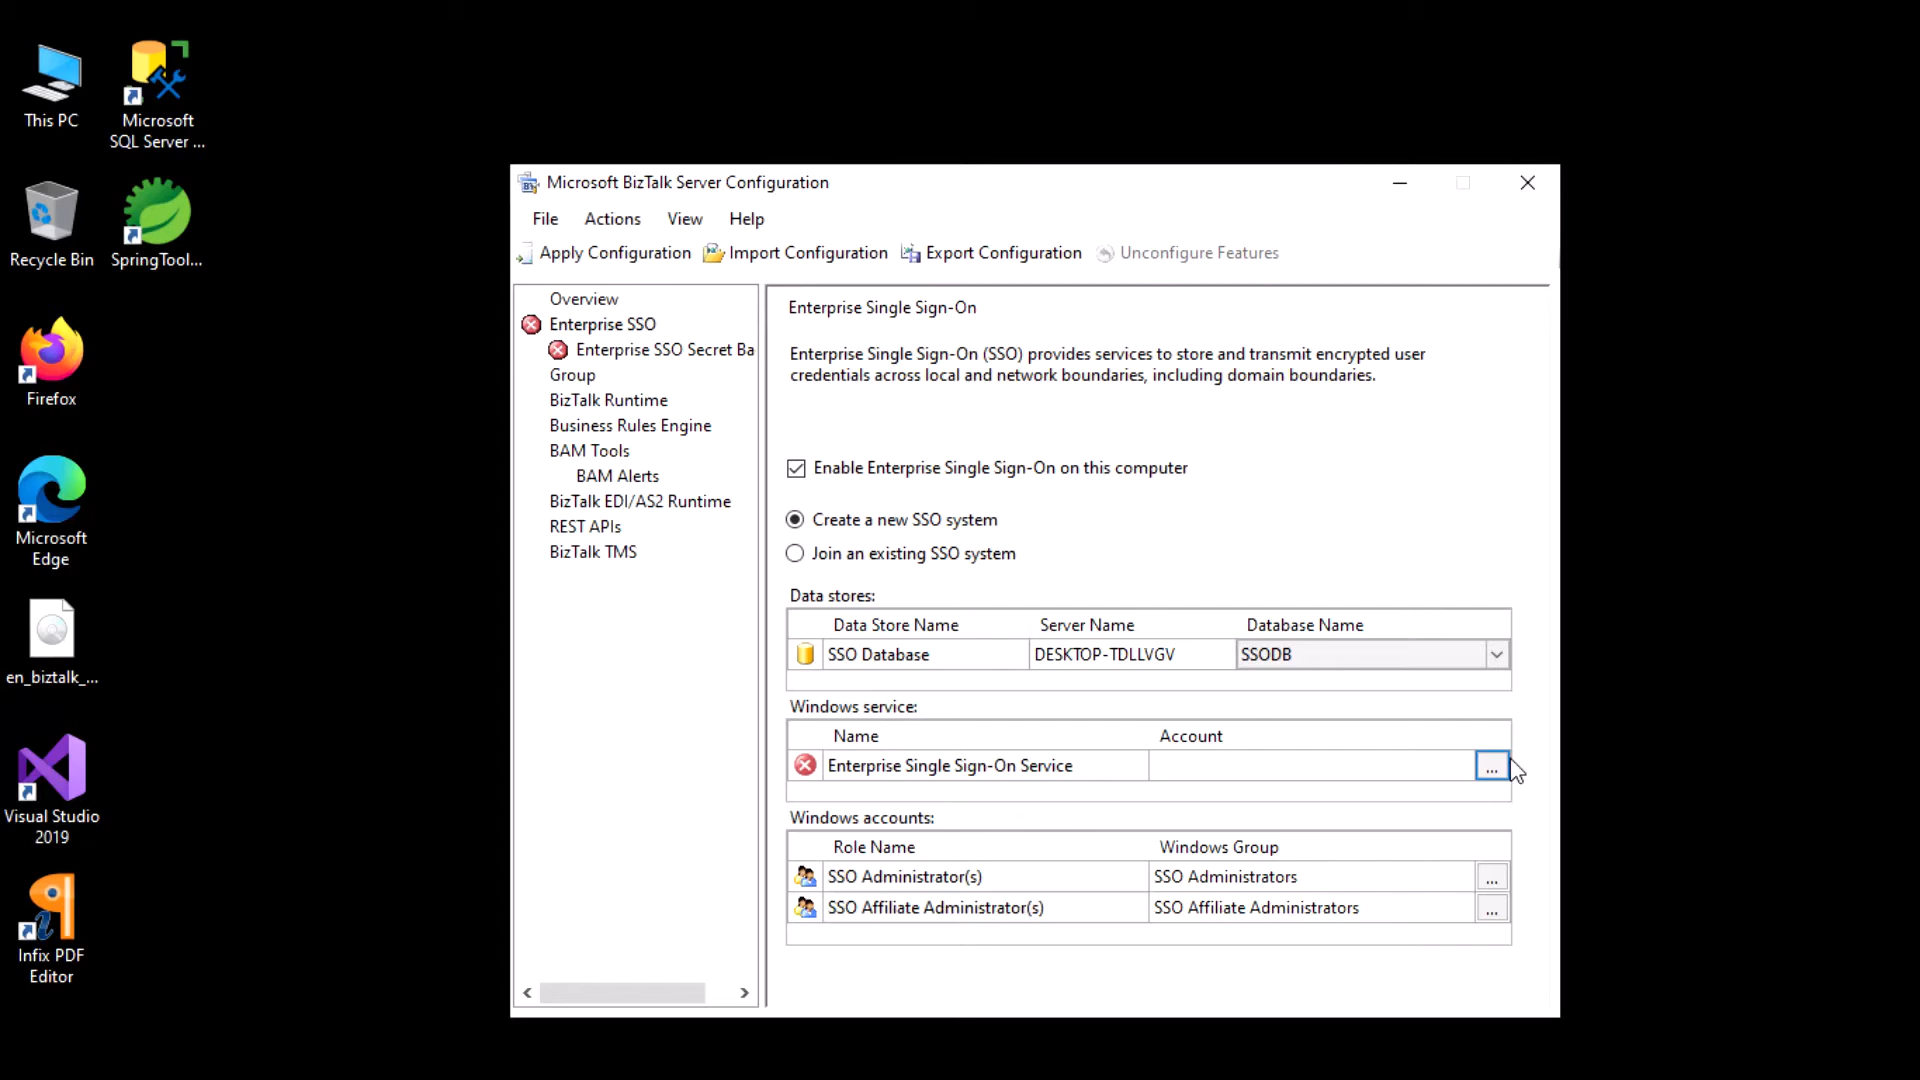 This PC
Microsoft
SQL Server ...
Recycle Bin
SpringTool...
Firefox
Microsoft
Edge
en_biztalk_...
Visual Studio
2019
Infix PDF
Editor
Microsoft BizTalk Server Configuration
File Actions View Help
Apply Configuration Import Configuration Export Configuration Unconfigure Features
Overview
Enterprise SSO
Enterprise SSO Secret Ba
Group
BizTalk Runtime
Business Rules Engine
BAM Tools
BAM Alerts
BizTalk EDI/AS2 Runtime
REST APIs
BizTalk TMS
Enterprise Single Sign-On
Enterprise Single Sign-On (SSO) provides services to store and transmit encrypted user
credentials across local and network boundaries, including domain boundaries.
Enable Enterprise Single Sign-On on this computer
Create a new SSO system
Join an existing SSO system
Data stores:
Data Store Name Server Name Database Name
SSO Database DESKTOP-TDLLVGV SSODB
Windows service:
Name Account
Enterprise Single Sign-On Service ...
Windows accounts:
Role Name Windows Group
SSO Administrator(s) SSO Administrators ...
SSO Affiliate Administrator(s) SSO Affiliate Administrators ...